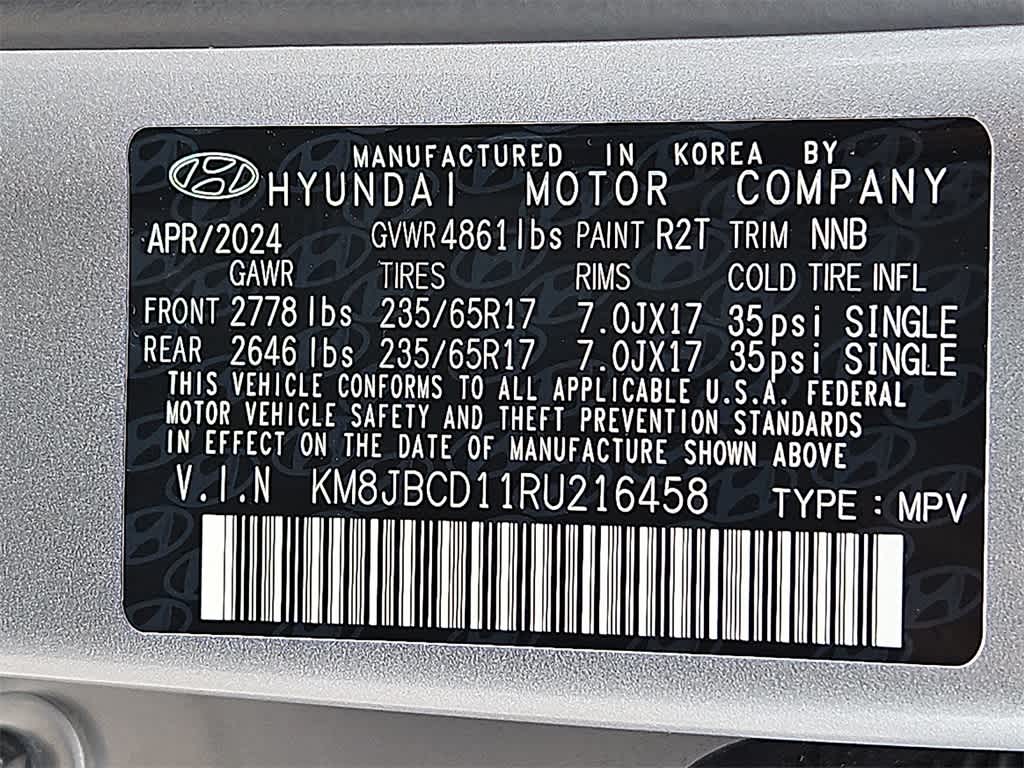 MANUFACTURED IN KOREA BY
HYUNDAI MOTOR COMPANY
APR/2024 GVWR 4861 lbs PAINT R2T TRIM NNB
GAWR TIRES RIMS COLD TIRE INFL
FRONT 2778 lbs 235/65R17 7.0JX17 35psi SINGLE
REAR 2646 lbs 235/65R17 7.0JX17 35psi SINGLE
THIS VEHICLE CONFORMS TO ALL APPLICABLE U.S.A. FEDERAL
MOTOR VEHICLE SAFETY AND THEFT PREVENTION STANDARDS
IN EFFECT ON THE DATE OF MANUFACTURE SHOWN ABOVE
V.I.N KM8JBCD11RU216458 TYPE : MPV